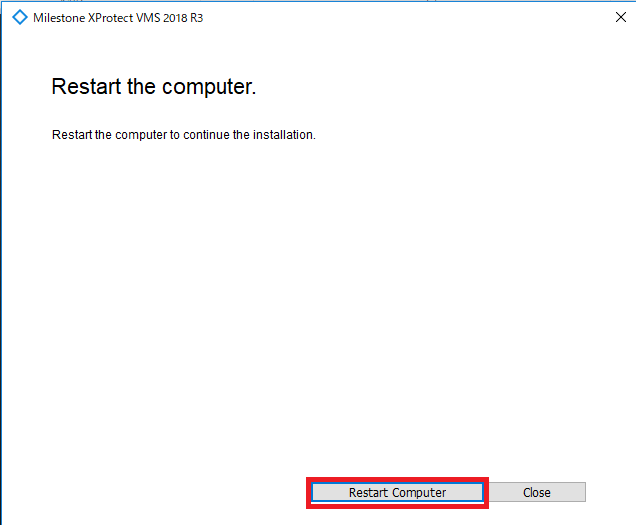 Milestone XProtect VMS 2018 R3
Restart the computer.
Restart the computer to continue the installation.
Restart Computer
Close